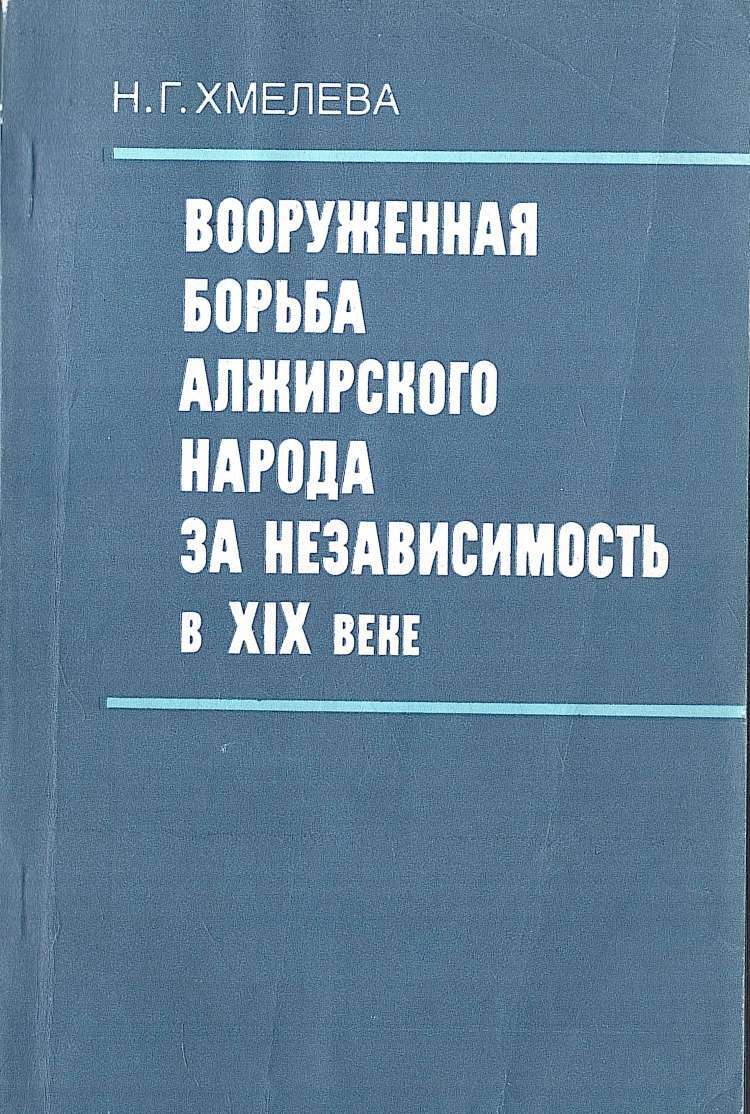 Н.Г.ХМЕЛЕВА
ВООРУЖЕННАЯ
БОРЬБА
АЛЖИРСКОГО
НАРОДА
ЗА НЕЗАВИСИМОСТЬ
В XIX ВЕКЕ